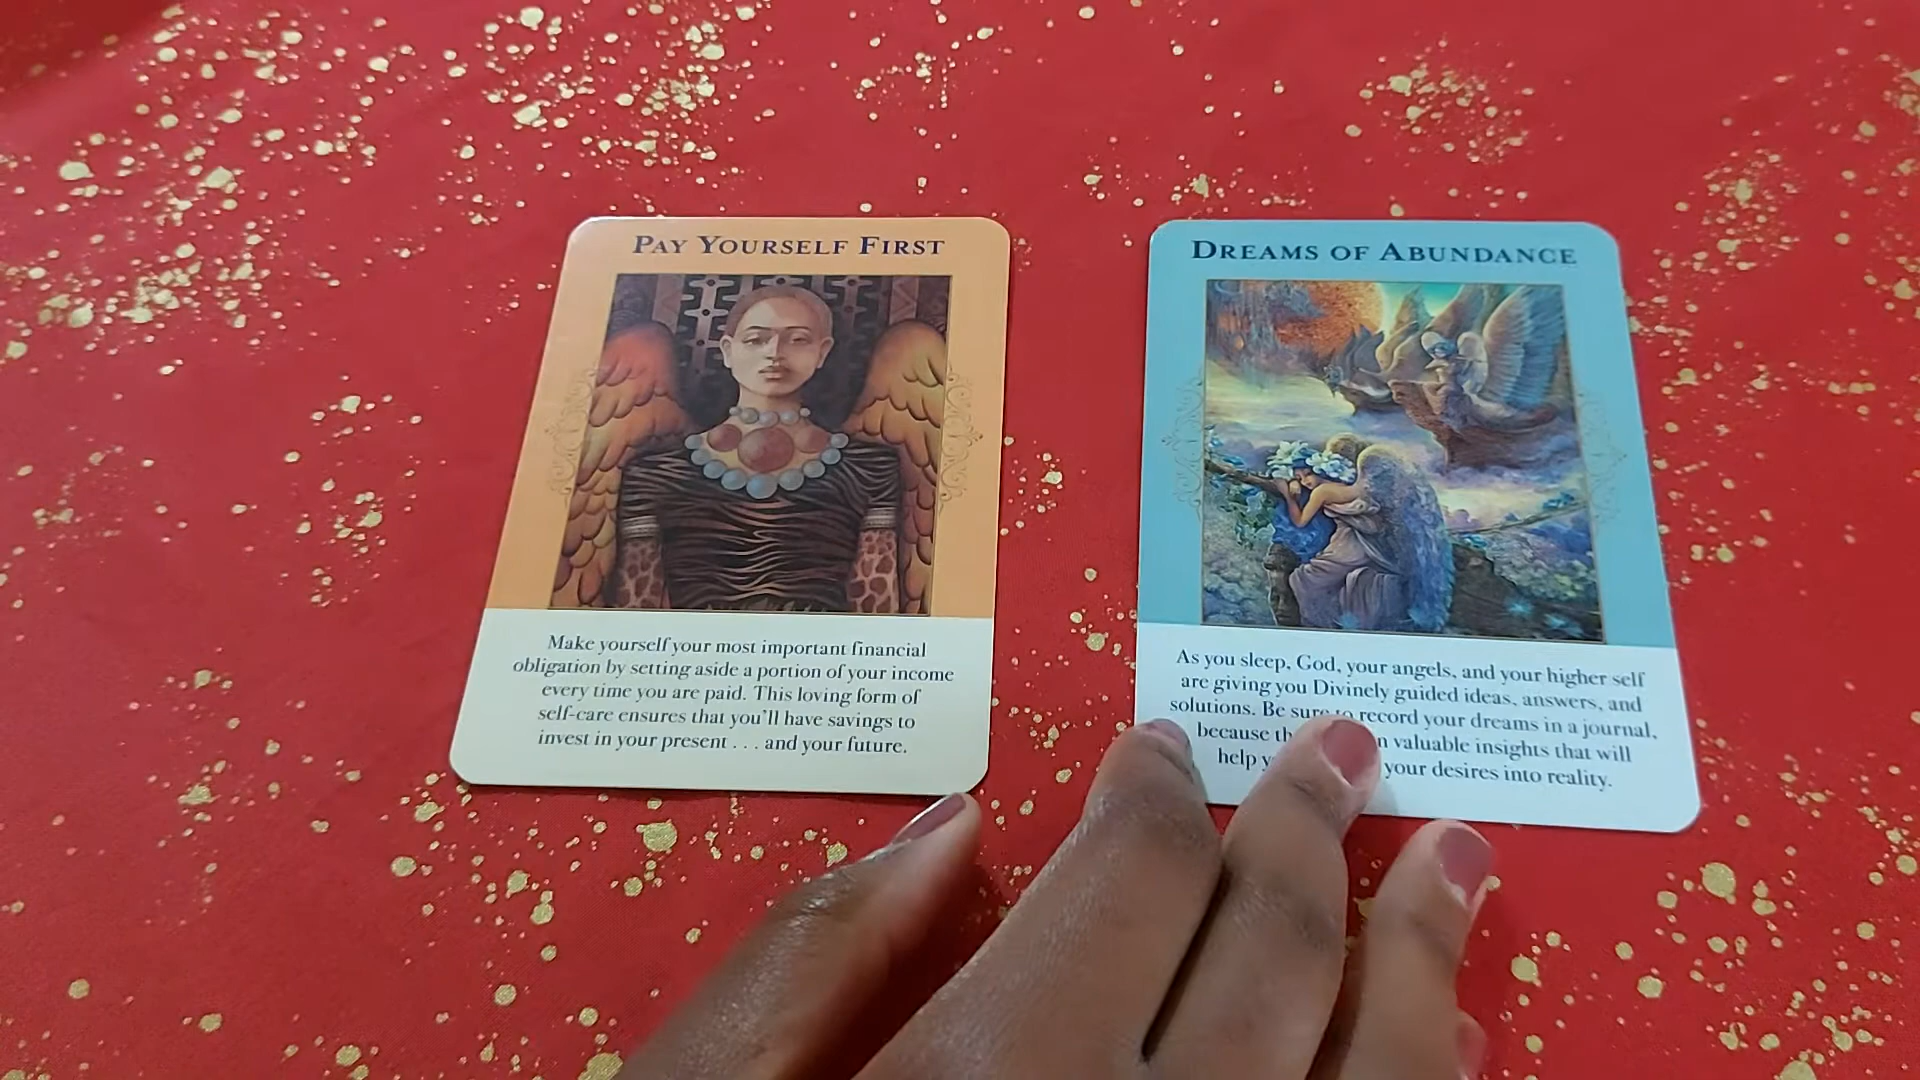 PAY YOURSELF FIRST
Make yourself your most important financial
obligation by setting aside a portion of your income
every time you are paid. This loving form of
self-care ensures that you'll have savings to
invest in your present . . . and your future.
DREAMS OF ABUNDANCE
As you sleep, God, your angels, and your higher self
are giving you Divinely guided ideas, answers, and
solutions. Be sure to record your dreams in a journal,
because valuable insights that will
help your desires into reality.